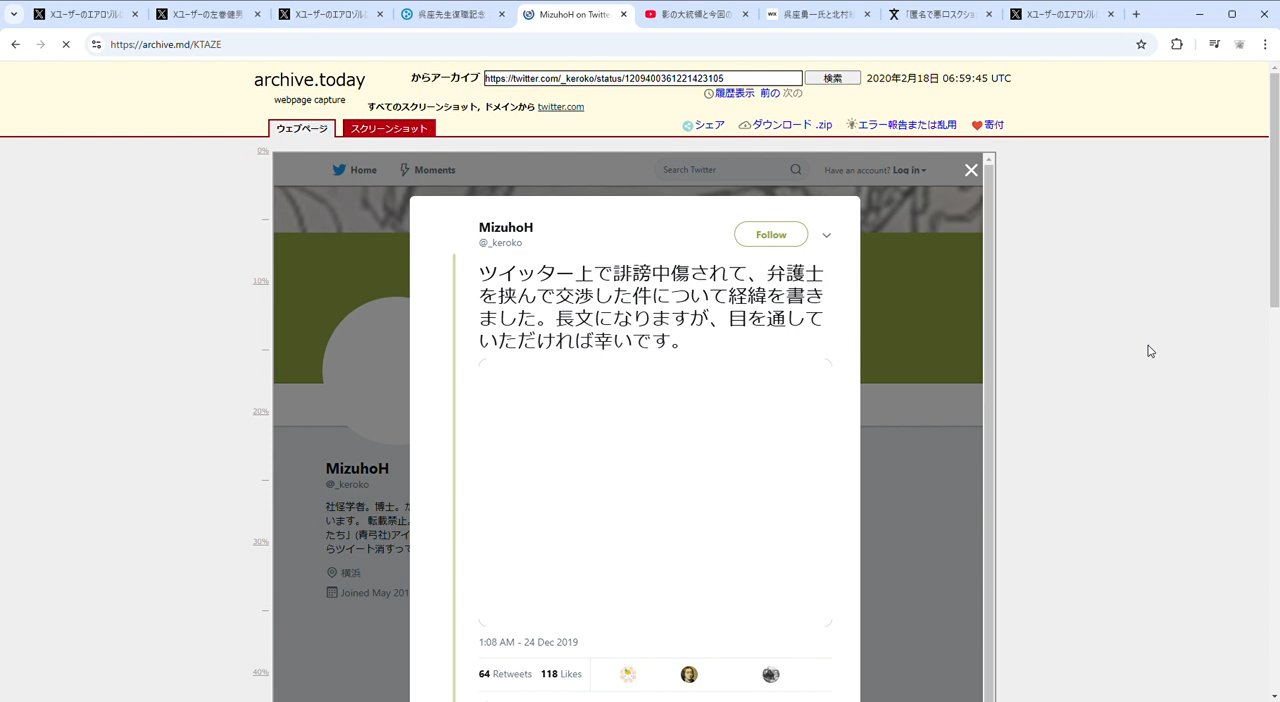 Xユーザーのエアロゾルに
Xユーザーの左巻健男
Xユーザーのエアロゾルに
呉座先生謀職記念
MizuhoH on Twitte
影の大統領と今回の
呉座勇一氏と北村紗
「匿名で悪口スクショ
Xユーザーのエアロゾルに
https://archive.md/KTAZE
archive.today
webpage capture
からアーカイブ https://twitter.com/_keroko/status/1209400361221423105 検索 2020年2月18日 06:59:45 UTC
履歴表示 前の 次の
すべてのスクリーンショット, ドメインから twitter.com
ウェブページ スクリーンショット シェア ダウンロード .zip エラー報告または乱用 寄付
0%
10%
20%
30%
40%
Home Moments Search Twitter Have an account? Log in
MizuhoH
@_keroko
Follow
ツイッター上で誹謗中傷されて、弁護士
を挟んで交渉した件について経緯を書き
ました。長文になりますが、目を通して
いただければ幸いです。
1:08 AM - 24 Dec 2019
64 Retweets 118 Likes
MizuhoH
@_keroko
社怪学者。博士。
います。 転載禁止。
たち」(青弓社)アイ
らツイート消すって
横浜
Joined May 201